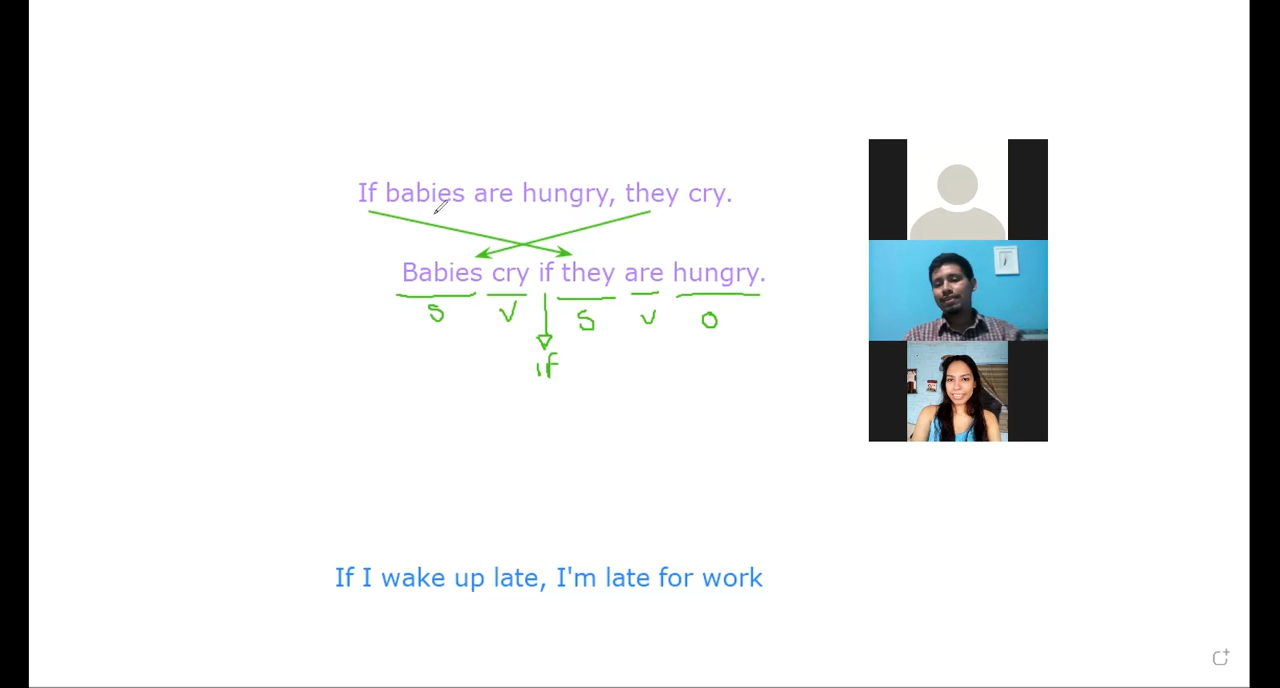 If babies are hungry, they cry.
Babies cry if they are hungry.
S V S V O
if
If I wake up late, I'm late for work